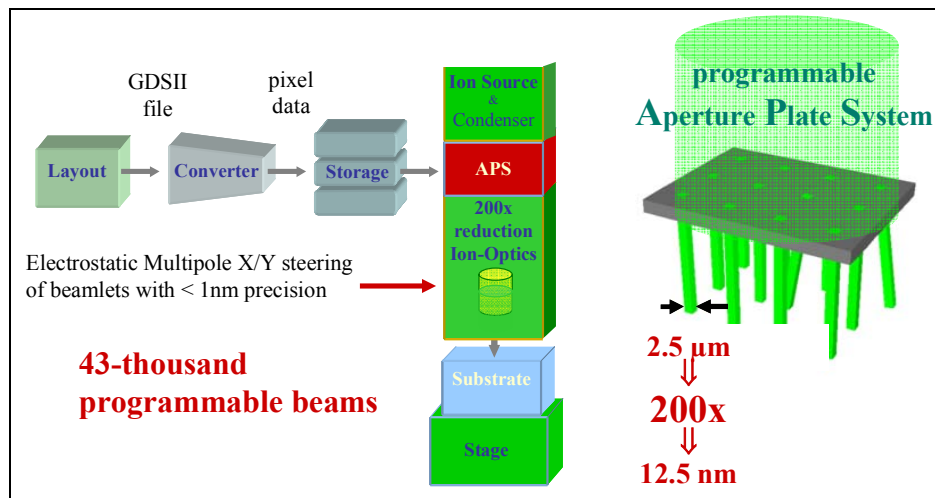 GDSII
file
pixel
data
Layout
Converter
Storage
Ion Source
&
Condenser
APS
200x
reduction
Ion-Optics
Electrostatic Multipole X/Y steering
of beamlets with < 1nm precision
43-thousand
programmable beams
Substrate
Stage
programmable
Aperture Plate System
2.5 µm
⇓
200x
⇓
12.5 nm